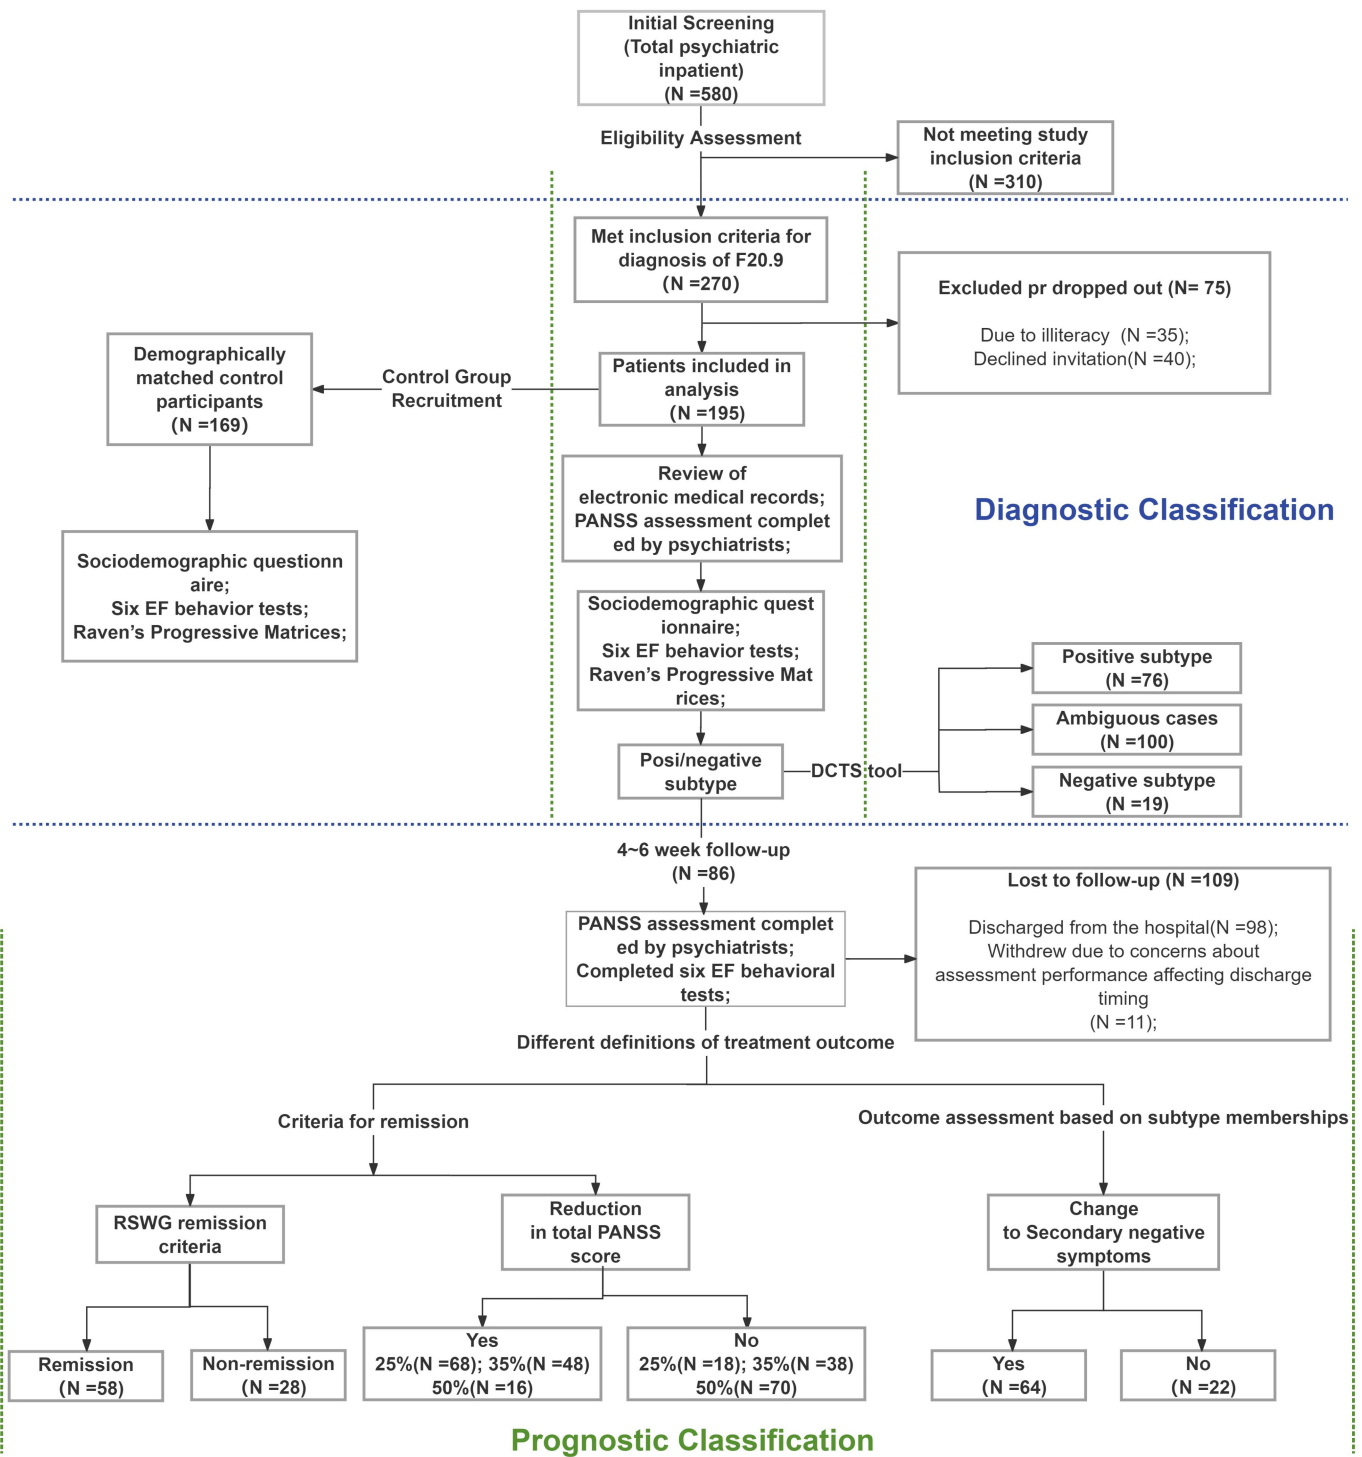 Initial Screening
(Total psychiatric
inpatient)
(N =580)
Eligibility Assessment
Not meeting study
inclusion criteria
(N =310)
Met inclusion criteria for
diagnosis of F20.9
(N =270)
Excluded pr dropped out (N= 75)
Due to illiteracy (N =35);
Declined invitation(N =40);
Demographically
matched control
participants
(N =169)
Control Group
Recruitment
Patients included in
analysis
(N =195)
Review of
electronic medical records;
PANSS assessment complet
ed by psychiatrists;
Diagnostic Classification
Sociodemographic questionn
aire;
Six EF behavior tests;
Raven's Progressive Matrices;
Sociodemographic quest
ionnaire;
Six EF behavior tests;
Raven's Progressive Mat
rices;
Positive subtype
(N =76)
Ambiguous cases
(N =100)
Negative subtype
(N =19)
Posi/negative
subtype
DCTS tool
4~6 week follow-up
(N =86)
Lost to follow-up (N =109)
Discharged from the hospital(N =98);
Withdrew due to concerns about
assessment performance affecting discharge
timing
(N =11);
PANSS assessment complet
ed by psychiatrists;
Completed six EF behavioral
tests;
Different definitions of treatment outcome
Criteria for remission
Outcome assessment based on subtype memberships
RSWG remission
criteria
Reduction
in total PANSS
score
Change
to Secondary negative
symptoms
Remission
(N =58)
Non-remission
(N =28)
Yes
25%(N =68); 35%(N =48)
50%(N =16)
No
25%(N =18); 35%(N =38)
50%(N =70)
Yes
(N =64)
No
(N =22)
Prognostic Classification